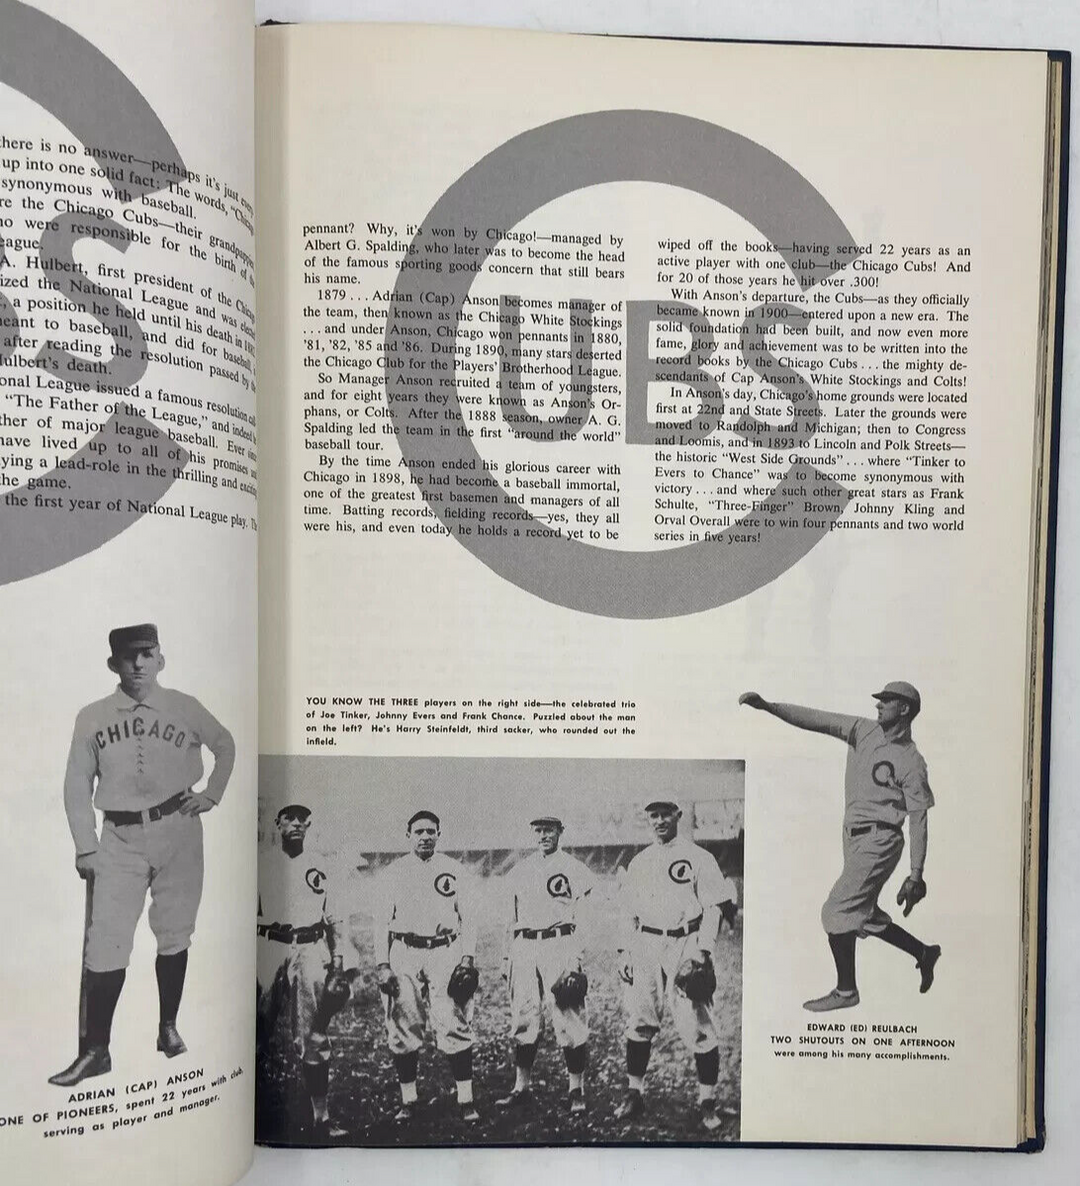 here is no answer—perhaps it's just
up into one solid fact: The words,
synonymous with baseball.
re the Chicago Cubs—their
o were responsible for the birth of
eague.
A. Hulbert, first president of the
ized the National League and was
, a position he held until his death in
eant to baseball, and did for
after reading the resolution passed by
Hulbert's death.
onal League issued a famous resolution
"The Father of the League," and
ther of major league baseball. Ever
have lived up to all of his promises
ying a lead-role in the thrilling and
the game.
the first year of National League play.
S
CHICAGO
ADRIAN (CAP) ANSON
ONE OF PIONEERS, spent 22 years with club,
serving as player and manager.
CUBS
pennant? Why, it's won by Chicago!—managed by
Albert G. Spalding, who later was to become the head
of the famous sporting goods concern that still bears
his name.
1879 . . . Adrian (Cap) Anson becomes manager of
the team, then known as the Chicago White Stockings
. . . and under Anson, Chicago won pennants in 1880,
'81, '82, '85 and '86. During 1890, many stars deserted
the Chicago Club for the Players' Brotherhood League.
So Manager Anson recruited a team of youngsters,
and for eight years they were known as Anson's Or-
phans, or Colts. After the 1888 season, owner A. G.
Spalding led the team in the first "around the world"
baseball tour.
By the time Anson ended his glorious career with
Chicago in 1898, he had become a baseball immortal,
one of the greatest first basemen and managers of all
time. Batting records, fielding records—yes, they all
were his, and even today he holds a record yet to be
wiped off the books—having served 22 years as an
active player with one club—the Chicago Cubs! And
for 20 of those years he hit over .300!
With Anson's departure, the Cubs—as they officially
became known in 1900—entered upon a new era. The
solid foundation had been built, and now even more
fame, glory and achievement was to be written into the
record books by the Chicago Cubs . . . the mighty de-
scendants of Cap Anson's White Stockings and Colts!
In Anson's day, Chicago's home grounds were located
first at 22nd and State Streets. Later the grounds were
moved to Randolph and Michigan; then to Congress
and Loomis, and in 1893 to Lincoln and Polk Streets—
the historic "West Side Grounds" . . . where "Tinker to
Evers to Chance" was to become synonymous with
victory . . . and where such other great stars as Frank
Schulte, "Three-Finger" Brown, Johnny Kling and
Orval Overall were to win four pennants and two world
series in five years!
YOU KNOW THE THREE players on the right side—the celebrated trio
of Joe Tinker, Johnny Evers and Frank Chance. Puzzled about the man
on the left? He's Harry Steinfeldt, third sacker, who rounded out the
infield.
EDWARD (ED) REULBACH
TWO SHUTOUTS ON ONE AFTERNOON
were among his many accomplishments.